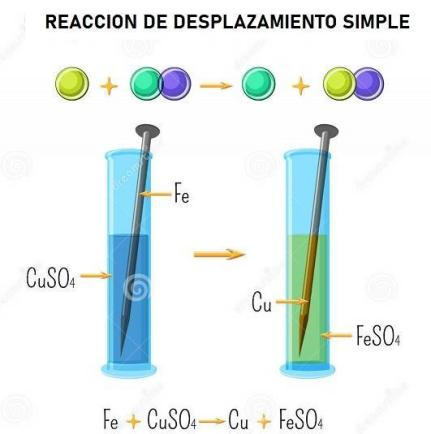 REACCION DE DESPLAZAMIENTO SIMPLE
+ → +
Fe
CuSO₄
Cu
FeSO₄
Fe + CuSO₄ → Cu + FeSO₄